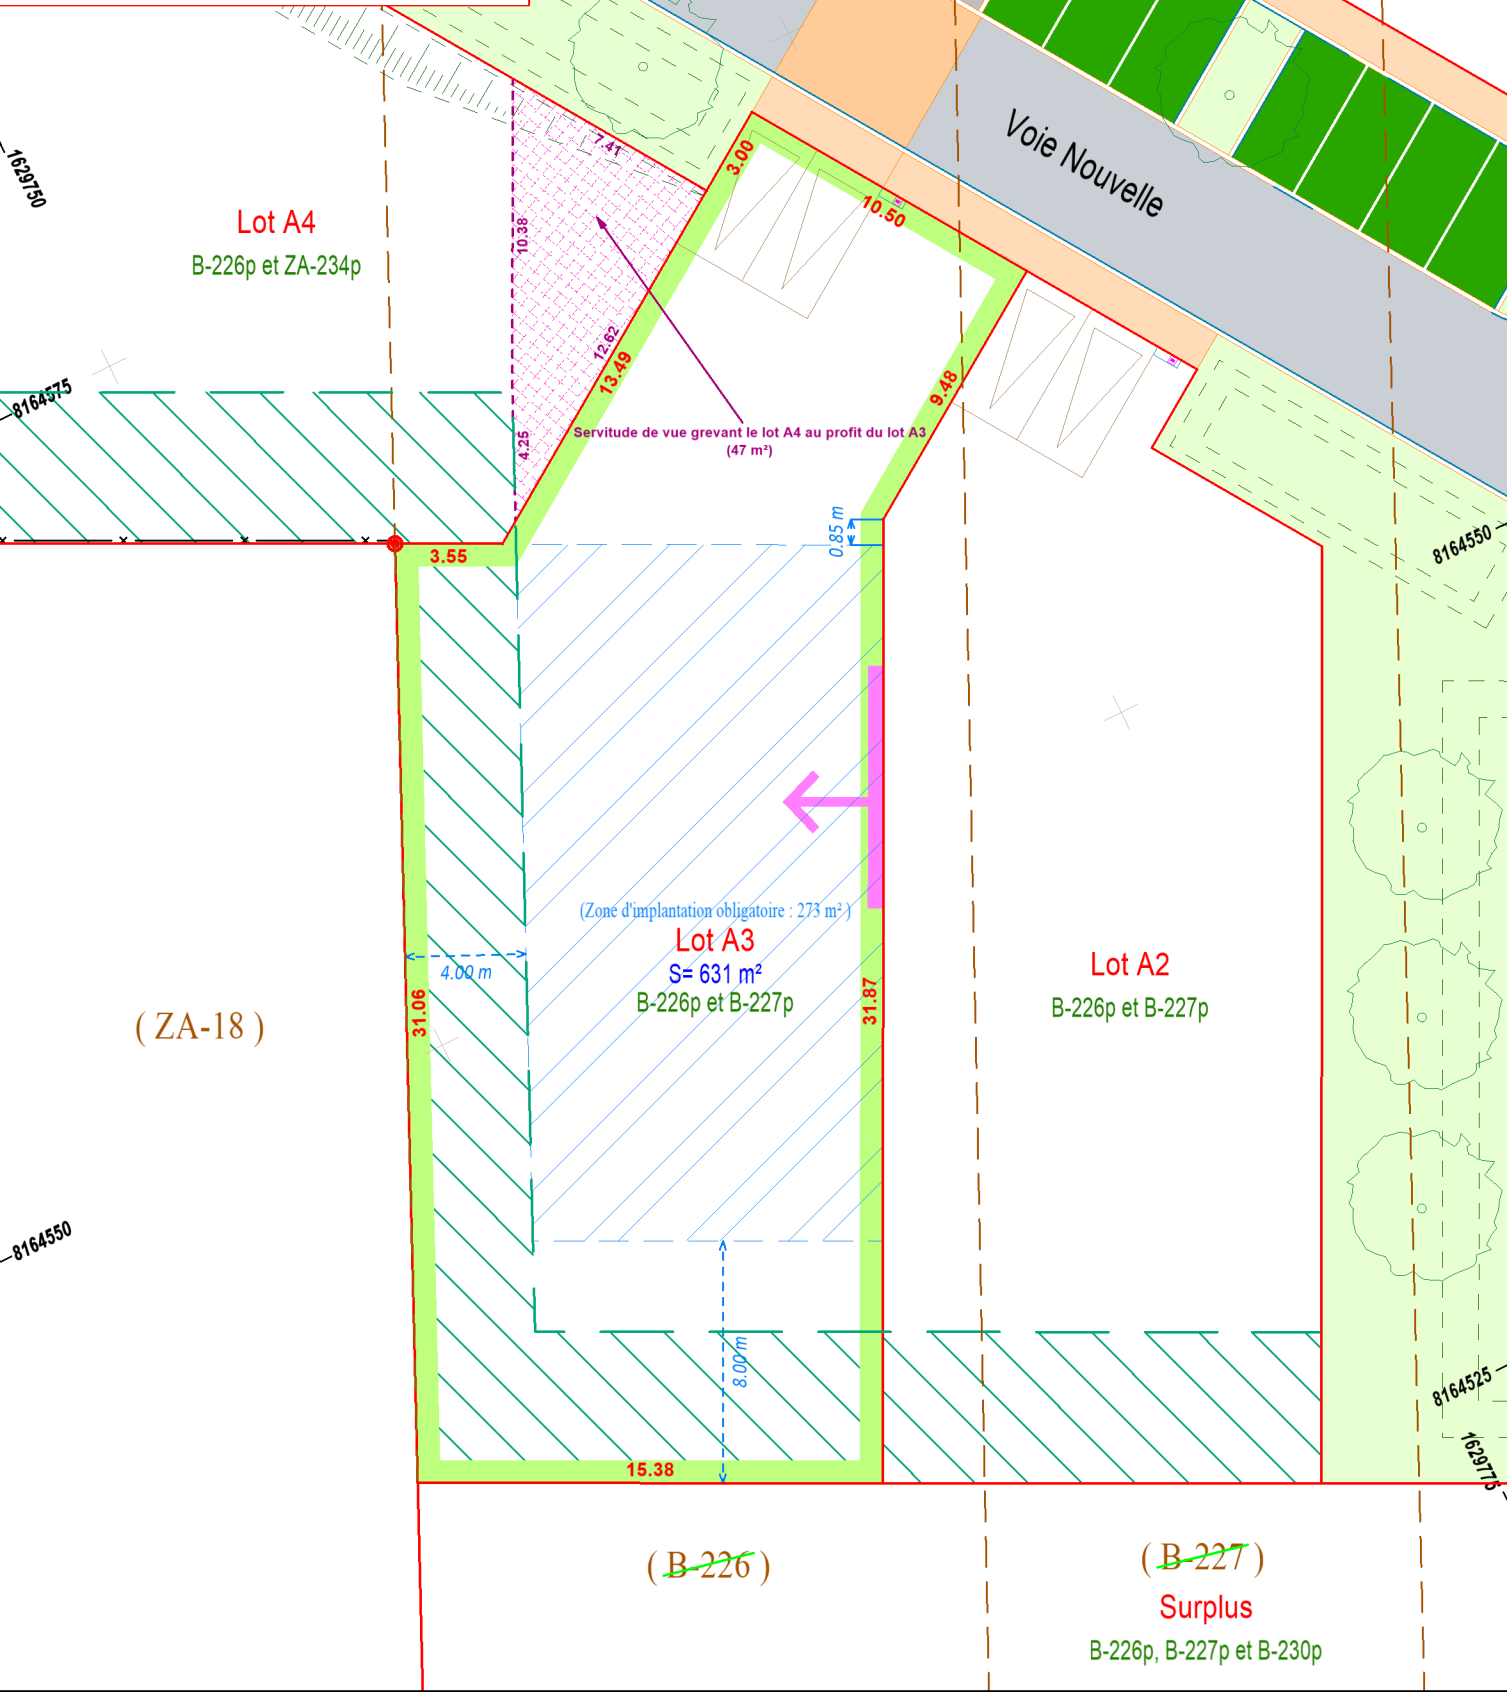 Voie Nouvelle
1629750
7.41
3.00
10.50
Lot A4
B-226p et ZA-234p
10.38
12.62
13.49
9.48
8164575
4.25
Servitude de vue grevant le lot A4 au profit du lot A3
(47 m²)
0.85 m
8164550
3.55
(Zone d'implantation obligatoire : 273 m² )
Lot A3
S= 631 m²
B-226p et B-227p
Lot A2
B-226p et B-227p
4.00 m
31.06
31.87
( ZA-18 )
8164550
8.00 m
8164525
1629775
15.38
( B-226 )
( B-227 )
Surplus
B-226p, B-227p et B-230p